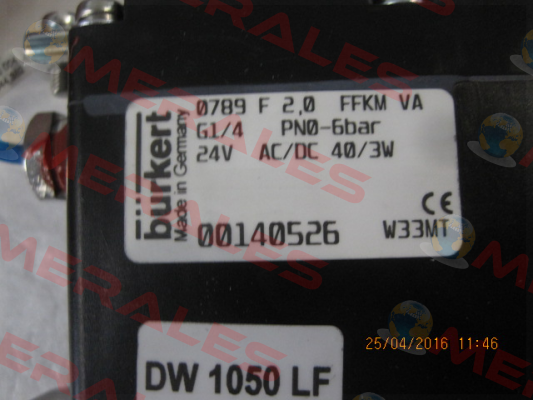 bürkert
Made in Germany
0789 F 2,0 FFKM VA
G1/4 PN0-6bar
24V AC/DC 40/3W
CE
00140526 W33MT
25/04/2016 11:46
DW 1050 LF
MERALES